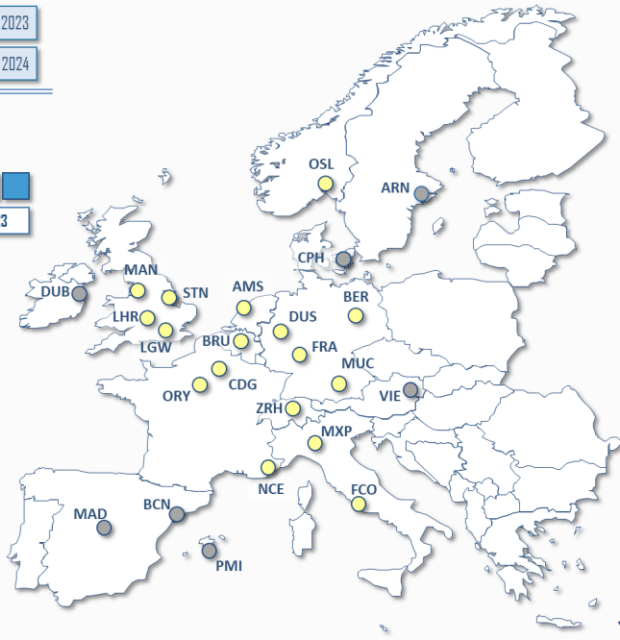 2023
2024
3
OSL
ARN
CPH
MAN
DUB
STN
AMS
BER
LHR
DUS
LGW
BRU
FRA
MUC
CDG
ORY
VIE
ZRH
MXP
NCE
FCO
BCN
MAD
PMI